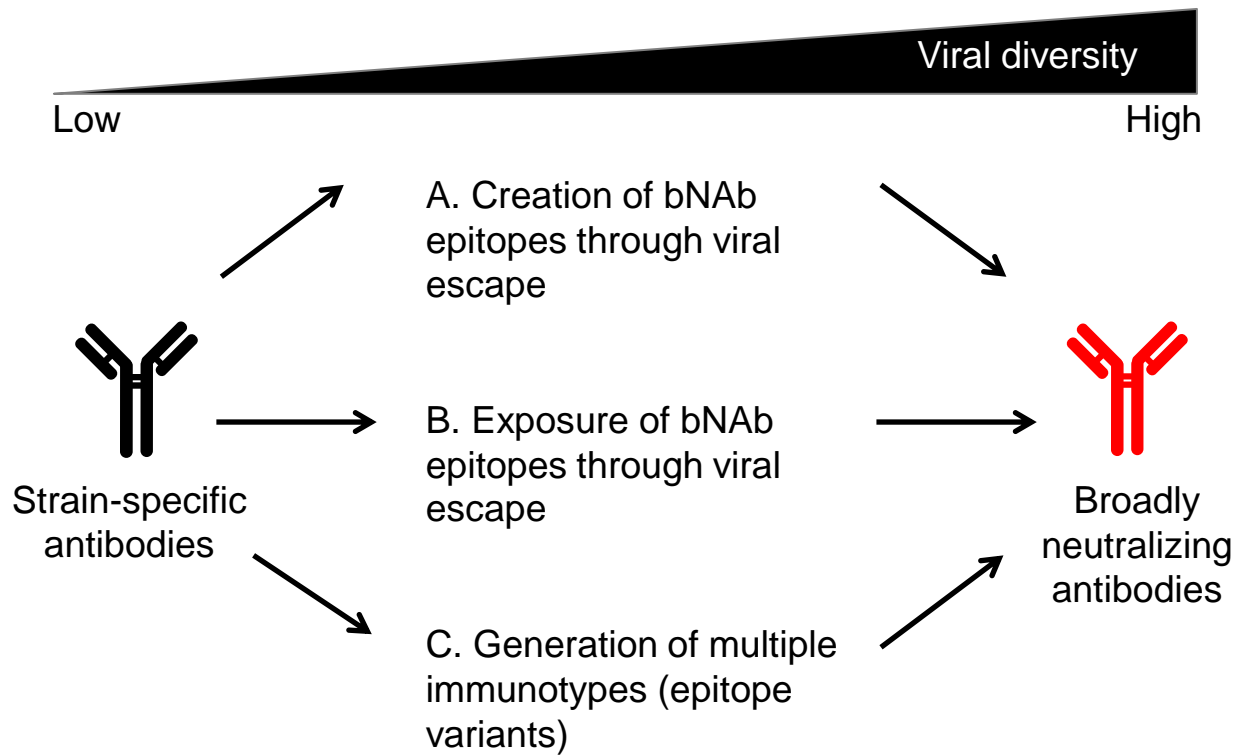 Viral diversity
Low
High
A. Creation of bNAb
epitopes through viral
escape
B. Exposure of bNAb
epitopes through viral
escape
Strain-specific
antibodies
Broadly
neutralizing
antibodies
C. Generation of multiple
immunotypes (epitope
variants)